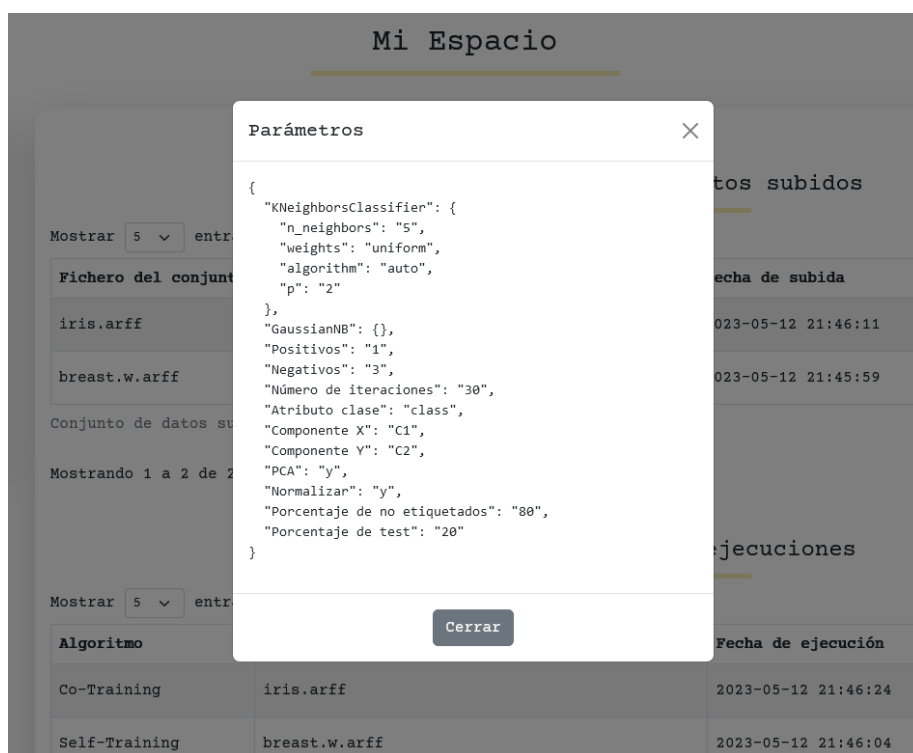 Mi Espacio
Parámetros
{
"KNeighborsClassifier": {
"n_neighbors": "5",
"weights": "uniform",
"algorithm": "auto",
"p": "2"
},
"GaussianNB": {},
"Positivos": "1",
"Negativos": "3",
"Número de iteraciones": "30",
"Atributo clase": "class",
"Componente X": "C1",
"Componente Y": "C2",
"PCA": "y",
"Normalizar": "y",
"Porcentaje de no etiquetados": "80",
"Porcentaje de test": "20"
}
Cerrar
tos subidos
Mostrar 5 entr
Fichero del conjunt echa de subida
iris.arff 023-05-12 21:46:11
breast.w.arff 023-05-12 21:45:59
Conjunto de datos su
Mostrando 1 a 2 de 2
ejecuciones
Mostrar 5 entr
Algoritmo Fecha de ejecución
Co-Training iris.arff 2023-05-12 21:46:24
Self-Training breast.w.arff 2023-05-12 21:46:04